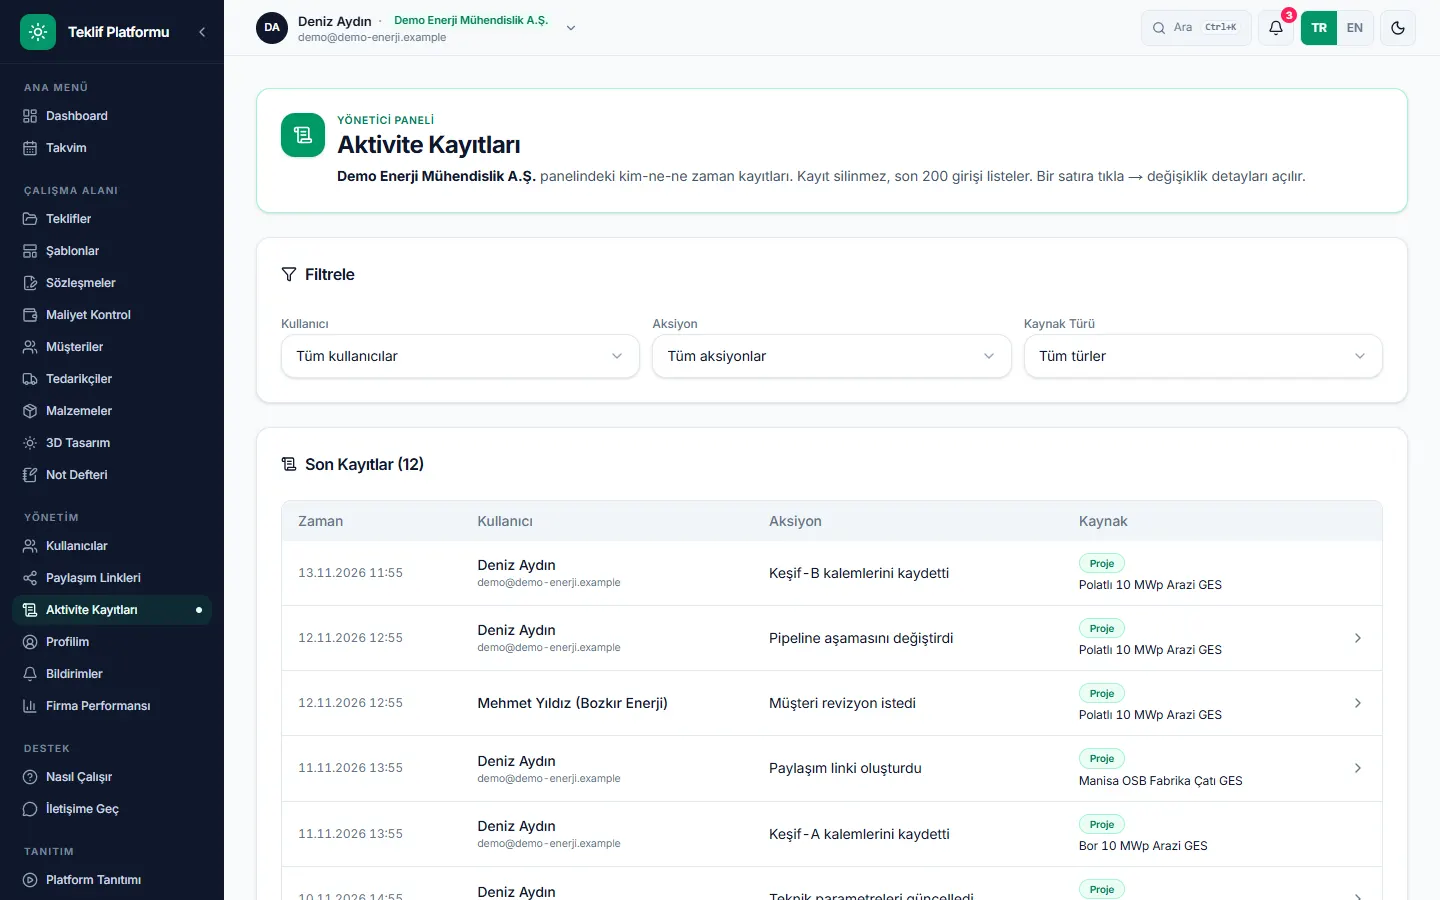 Teklif Platformu
ANA MENÜ
Dashboard
Takvim
ÇALIŞMA ALANI
Teklifler
Şablonlar
Sözleşmeler
Maliyet Kontrol
Müşteriler
Tedarikçiler
Malzemeler
3D Tasarım
Not Defteri
YÖNETİM
Kullanıcılar
Paylaşım Linkleri
Aktivite Kayıtları
Profilim
Bildirimler
Firma Performansı
DESTEK
Nasıl Çalışır
İletişime Geç
TANITIM
Platform Tanıtımı
DA
Deniz Aydın · Demo Enerji Mühendislik A.Ş.
demo@demo-enerji.example
Ara Ctrl+K
3
TR EN
YÖNETİCİ PANELİ
Aktivite Kayıtları
Demo Enerji Mühendislik A.Ş. panelindeki kim-ne-ne zaman kayıtları. Kayıt silinmez, son 200 girişi listeler. Bir satıra tıkla → değişiklik detayları açılır.
Filtrele
Kullanıcı Aksiyon Kaynak Türü
Tüm kullanıcılar Tüm aksiyonlar Tüm türler
Son Kayıtlar (12)
Zaman Kullanıcı Aksiyon Kaynak
13.11.2026 11:55 Deniz Aydın Keşif-B kalemlerini kaydetti Proje
demo@demo-enerji.example Polatlı 10 MWp Arazi GES
12.11.2026 12:55 Deniz Aydın Pipeline aşamasını değiştirdi Proje
demo@demo-enerji.example Polatlı 10 MWp Arazi GES
12.11.2026 12:55 Mehmet Yıldız (Bozkır Enerji) Müşteri revizyon istedi Proje
Polatlı 10 MWp Arazi GES
11.11.2026 13:55 Deniz Aydın Paylaşım linki oluşturdu Proje
demo@demo-enerji.example Manisa OSB Fabrika Çatı GES
11.11.2026 13:55 Deniz Aydın Keşif-A kalemlerini kaydetti Proje
demo@demo-enerji.example Bor 10 MWp Arazi GES
10.11.2026 14:55 Deniz Aydın Teknik parametreleri güncelledi Proje